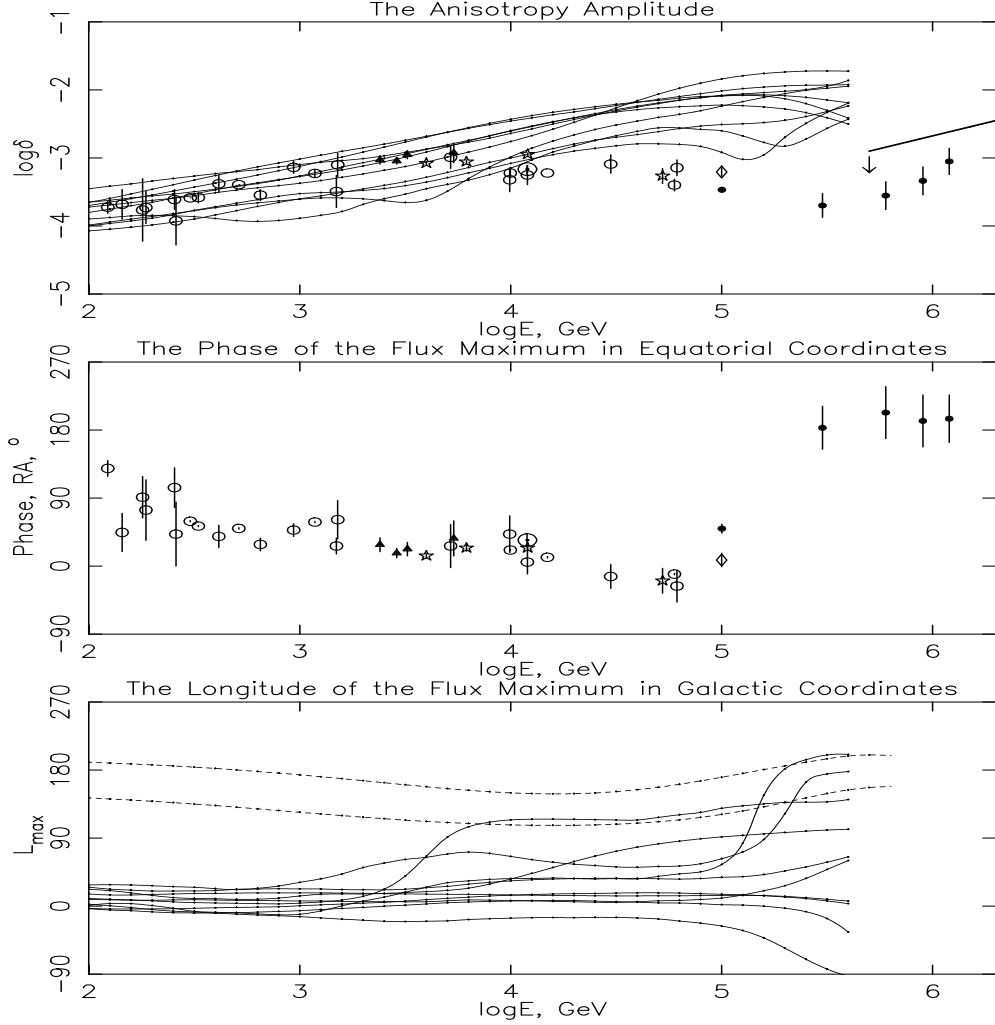 The Anisotropy Amplitude
-1
-2
-3
-4
-5
logδ
2 3 4 5 6
logE, GeV
The Phase of the Flux Maximum in Equatorial Coordinates
270
180
90
0
-90
Phase, RA, °
2 3 4 5 6
logE, GeV
The Longitude of the Flux Maximum in Galactic Coordinates
270
180
90
0
-90
Lmax
2 3 4 5 6
logE, GeV